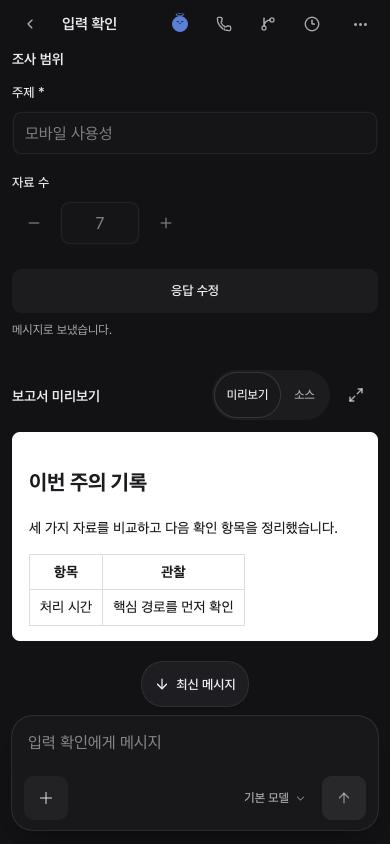 입력 확인
조사 범위
주제 *
모바일 사용성
자료 수
7
응답 수정
메시지로 보냈습니다.
보고서 미리보기
미리보기
소스
이번 주의 기록
세 가지 자료를 비교하고 다음 확인 항목을 정리했습니다.
항목 관찰
처리 시간 핵심 경로를 먼저 확인
최신 메시지
입력 확인에게 메시지
기본 모델